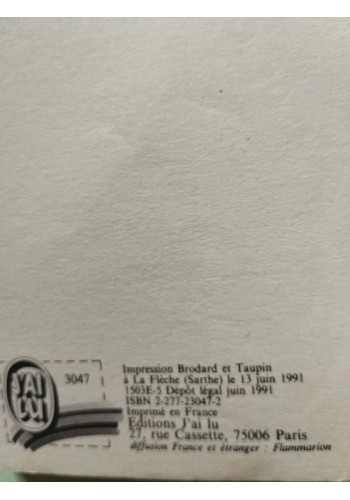 J'AI
LU
3047
Impression Brodard et Taupin
à La Flèche (Sarthe) le 13 juin 1991
1503E-5 Dépôt légal juin 1991
ISBN 2-277-23047-2
Imprimé en France
Editions J'ai lu
27, rue Cassette, 75006 Paris
diffusion France et étranger : Flammarion